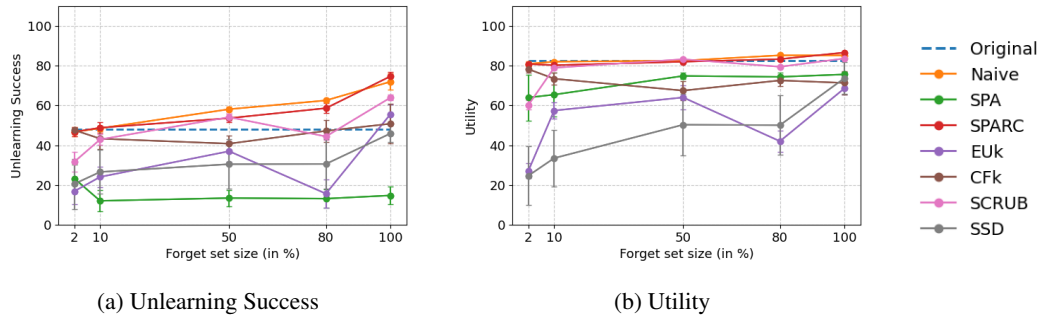 100
80
60
40
20
0
Unlearning Success
2
10
50
80
100
Forget set size (in %)
(a) Unlearning Success
100
80
60
40
20
0
Utility
2
10
50
80
100
Forget set size (in %)
(b) Utility
Original
Naive
SPA
SPARC
EUk
CFk
SCRUB
SSD